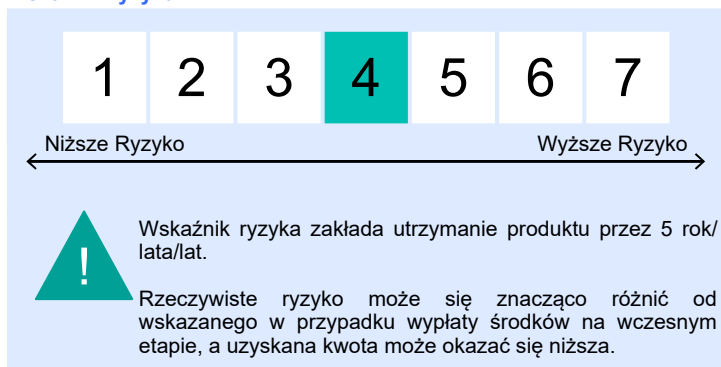 1 2 3 4 5 6 7
Niższe Ryzyko Wyższe Ryzyko
!
Wskaźnik ryzyka zakłada utrzymanie produktu przez 5 rok/
lata/lat.
Rzeczywiste ryzyko może się znacząco różnić od
wskazanego w przypadku wypłaty środków na wczesnym
etapie, a uzyskana kwota może okazać się niższa.